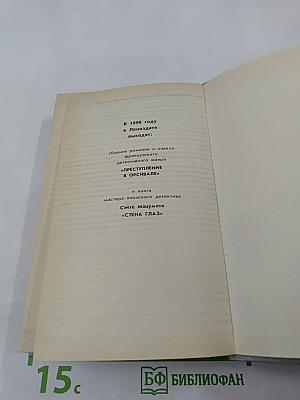 В 1990 году
в Лениздате
выходят:
сборник романов и повести
французского
детективного жанра
«ПРЕСТУПЛЕНИЕ
В ОРСИВАЛЕ»
и книга
мастера японского детектива
Сэйтё Мацумото
«СТЕНА ГЛАЗ»
15с
БФ БИБЛИОФАН